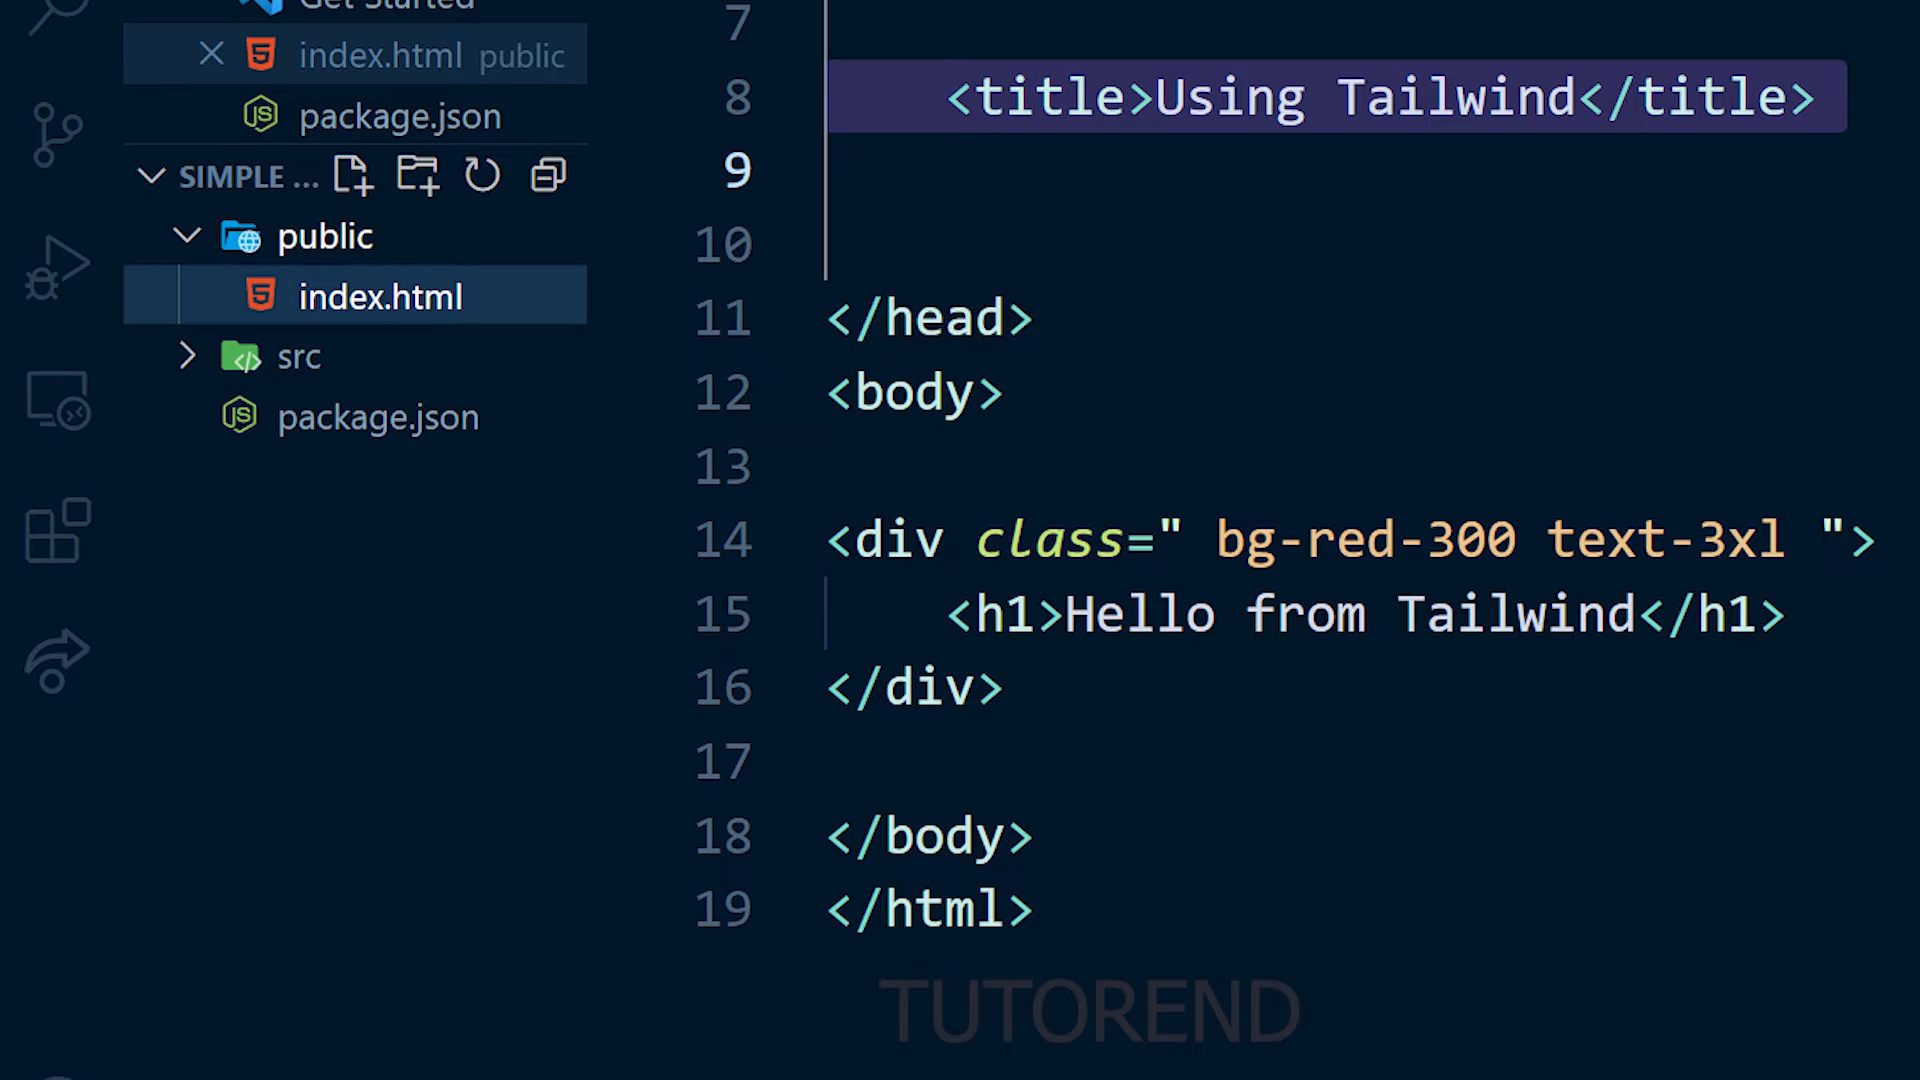 Get Started
index.html public
package.json
SIMPLE ...
public
index.html
src
package.json
7
8 <title>Using Tailwind</title>
9
10
11 </head>
12 <body>
13
14 <div class=" bg-red-300 text-3xl ">
15 <h1>Hello from Tailwind</h1>
16 </div>
17
18 </body>
19 </html>
TUTOREND